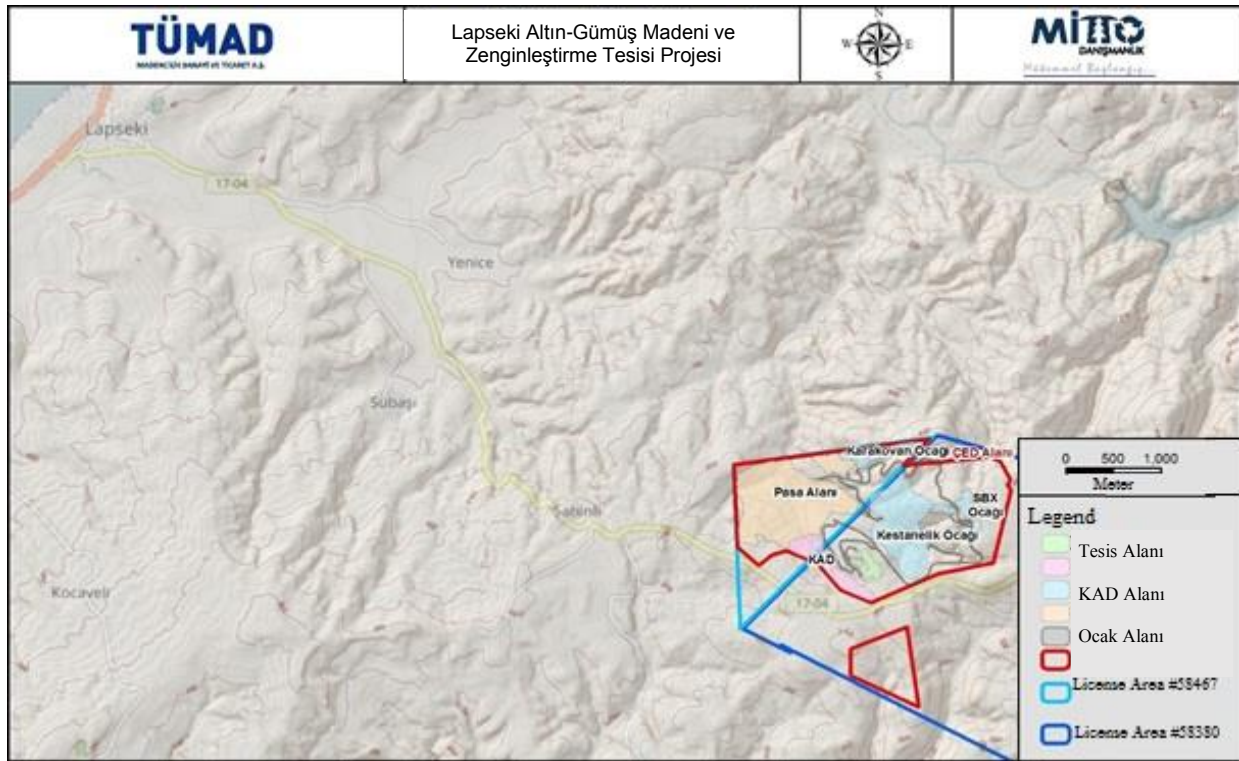 TÜMAD
MADENCİLİK SANAYİ VE TİCARET A.Ş.
Lapseki Altın-Gümüş Madeni ve
Zenginleştirme Tesisi Projesi
N
W E
S
MİTTO
DANIŞMANLIK
Mükemmel Başlangıç...
Lapseki
17-04
Yenice
Subaşı
Şahinli
Kocaveli
Karakovan Ocağı
ÇED Alanı
Pasa Alanı
SBX
Ocağı
Kestanelik Ocağı
KAD
17-04
0 500 1,000
Meter
Legend
Tesis Alanı
KAD Alanı
Ocak Alanı
License Area #58467
License Area #58380